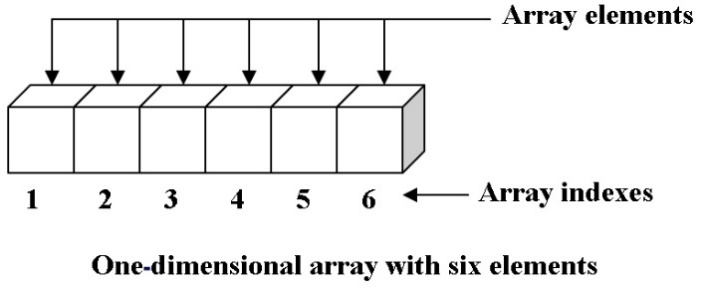 Array elements
1 2 3 4 5 6 Array indexes
One-dimensional array with six elements